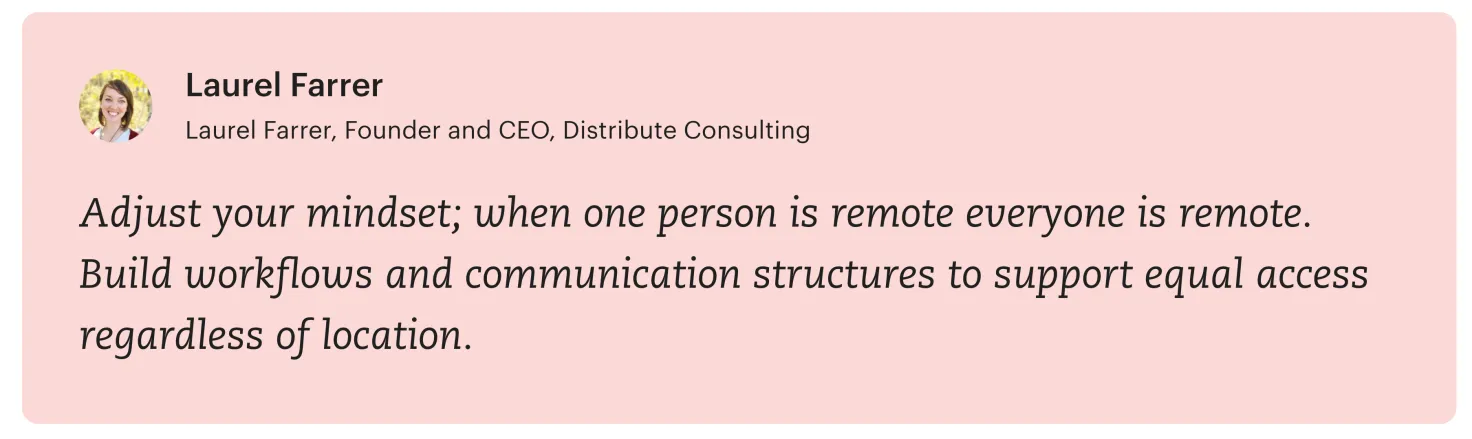 Laurel Farrer
Laurel Farrer, Founder and CEO, Distribute Consulting
Adjust your mindset; when one person is remote everyone is remote.
Build workflows and communication structures to support equal access
regardless of location.